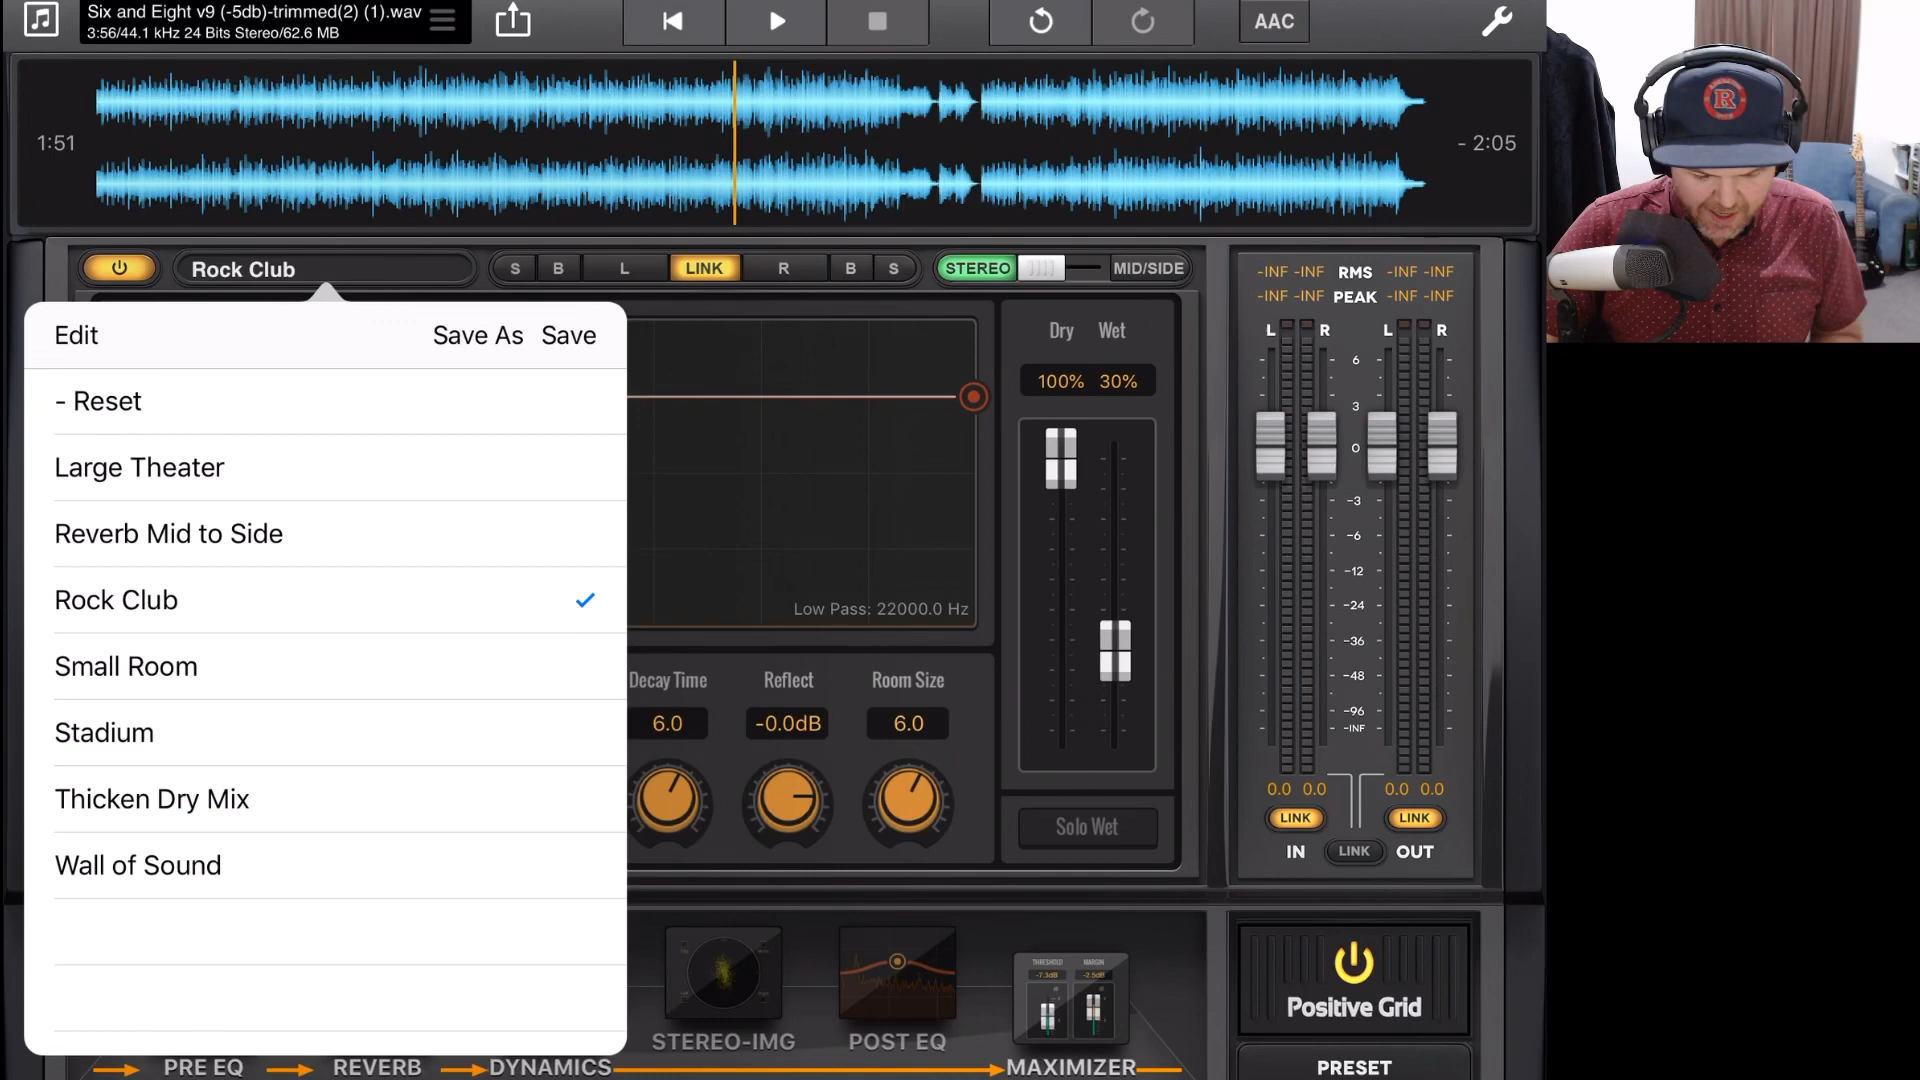 Six and Eight v9 (-5db)-trimmed(2) (1).wav
3:56/44.1 kHz 24 Bits Stereo/62.6 MB
AAC
1:51
- 2:05
Rock Club
S B L LINK R B S
STEREO MID/SIDE
Edit Save As Save
- Reset
Large Theater
Reverb Mid to Side
Rock Club
Small Room
Stadium
Thicken Dry Mix
Wall of Sound
Low Pass: 22000.0 Hz
Decay Time Reflect Room Size
6.0 -0.0dB 6.0
Dry Wet
100% 30%
Solo Wet
-INF -INF RMS -INF -INF
-INF -INF PEAK -INF -INF
L R L R
6
3
0
-3
-6
-12
-24
-36
-48
-96
-INF
0.0 0.0 0.0 0.0
LINK LINK
IN LINK OUT
THRESHOLD MARGIN
-7.3dB -2.5dB
STEREO-IMG POST EQ
PRE EQ REVERB DYNAMICS MAXIMIZER
Positive Grid
PRESET
R